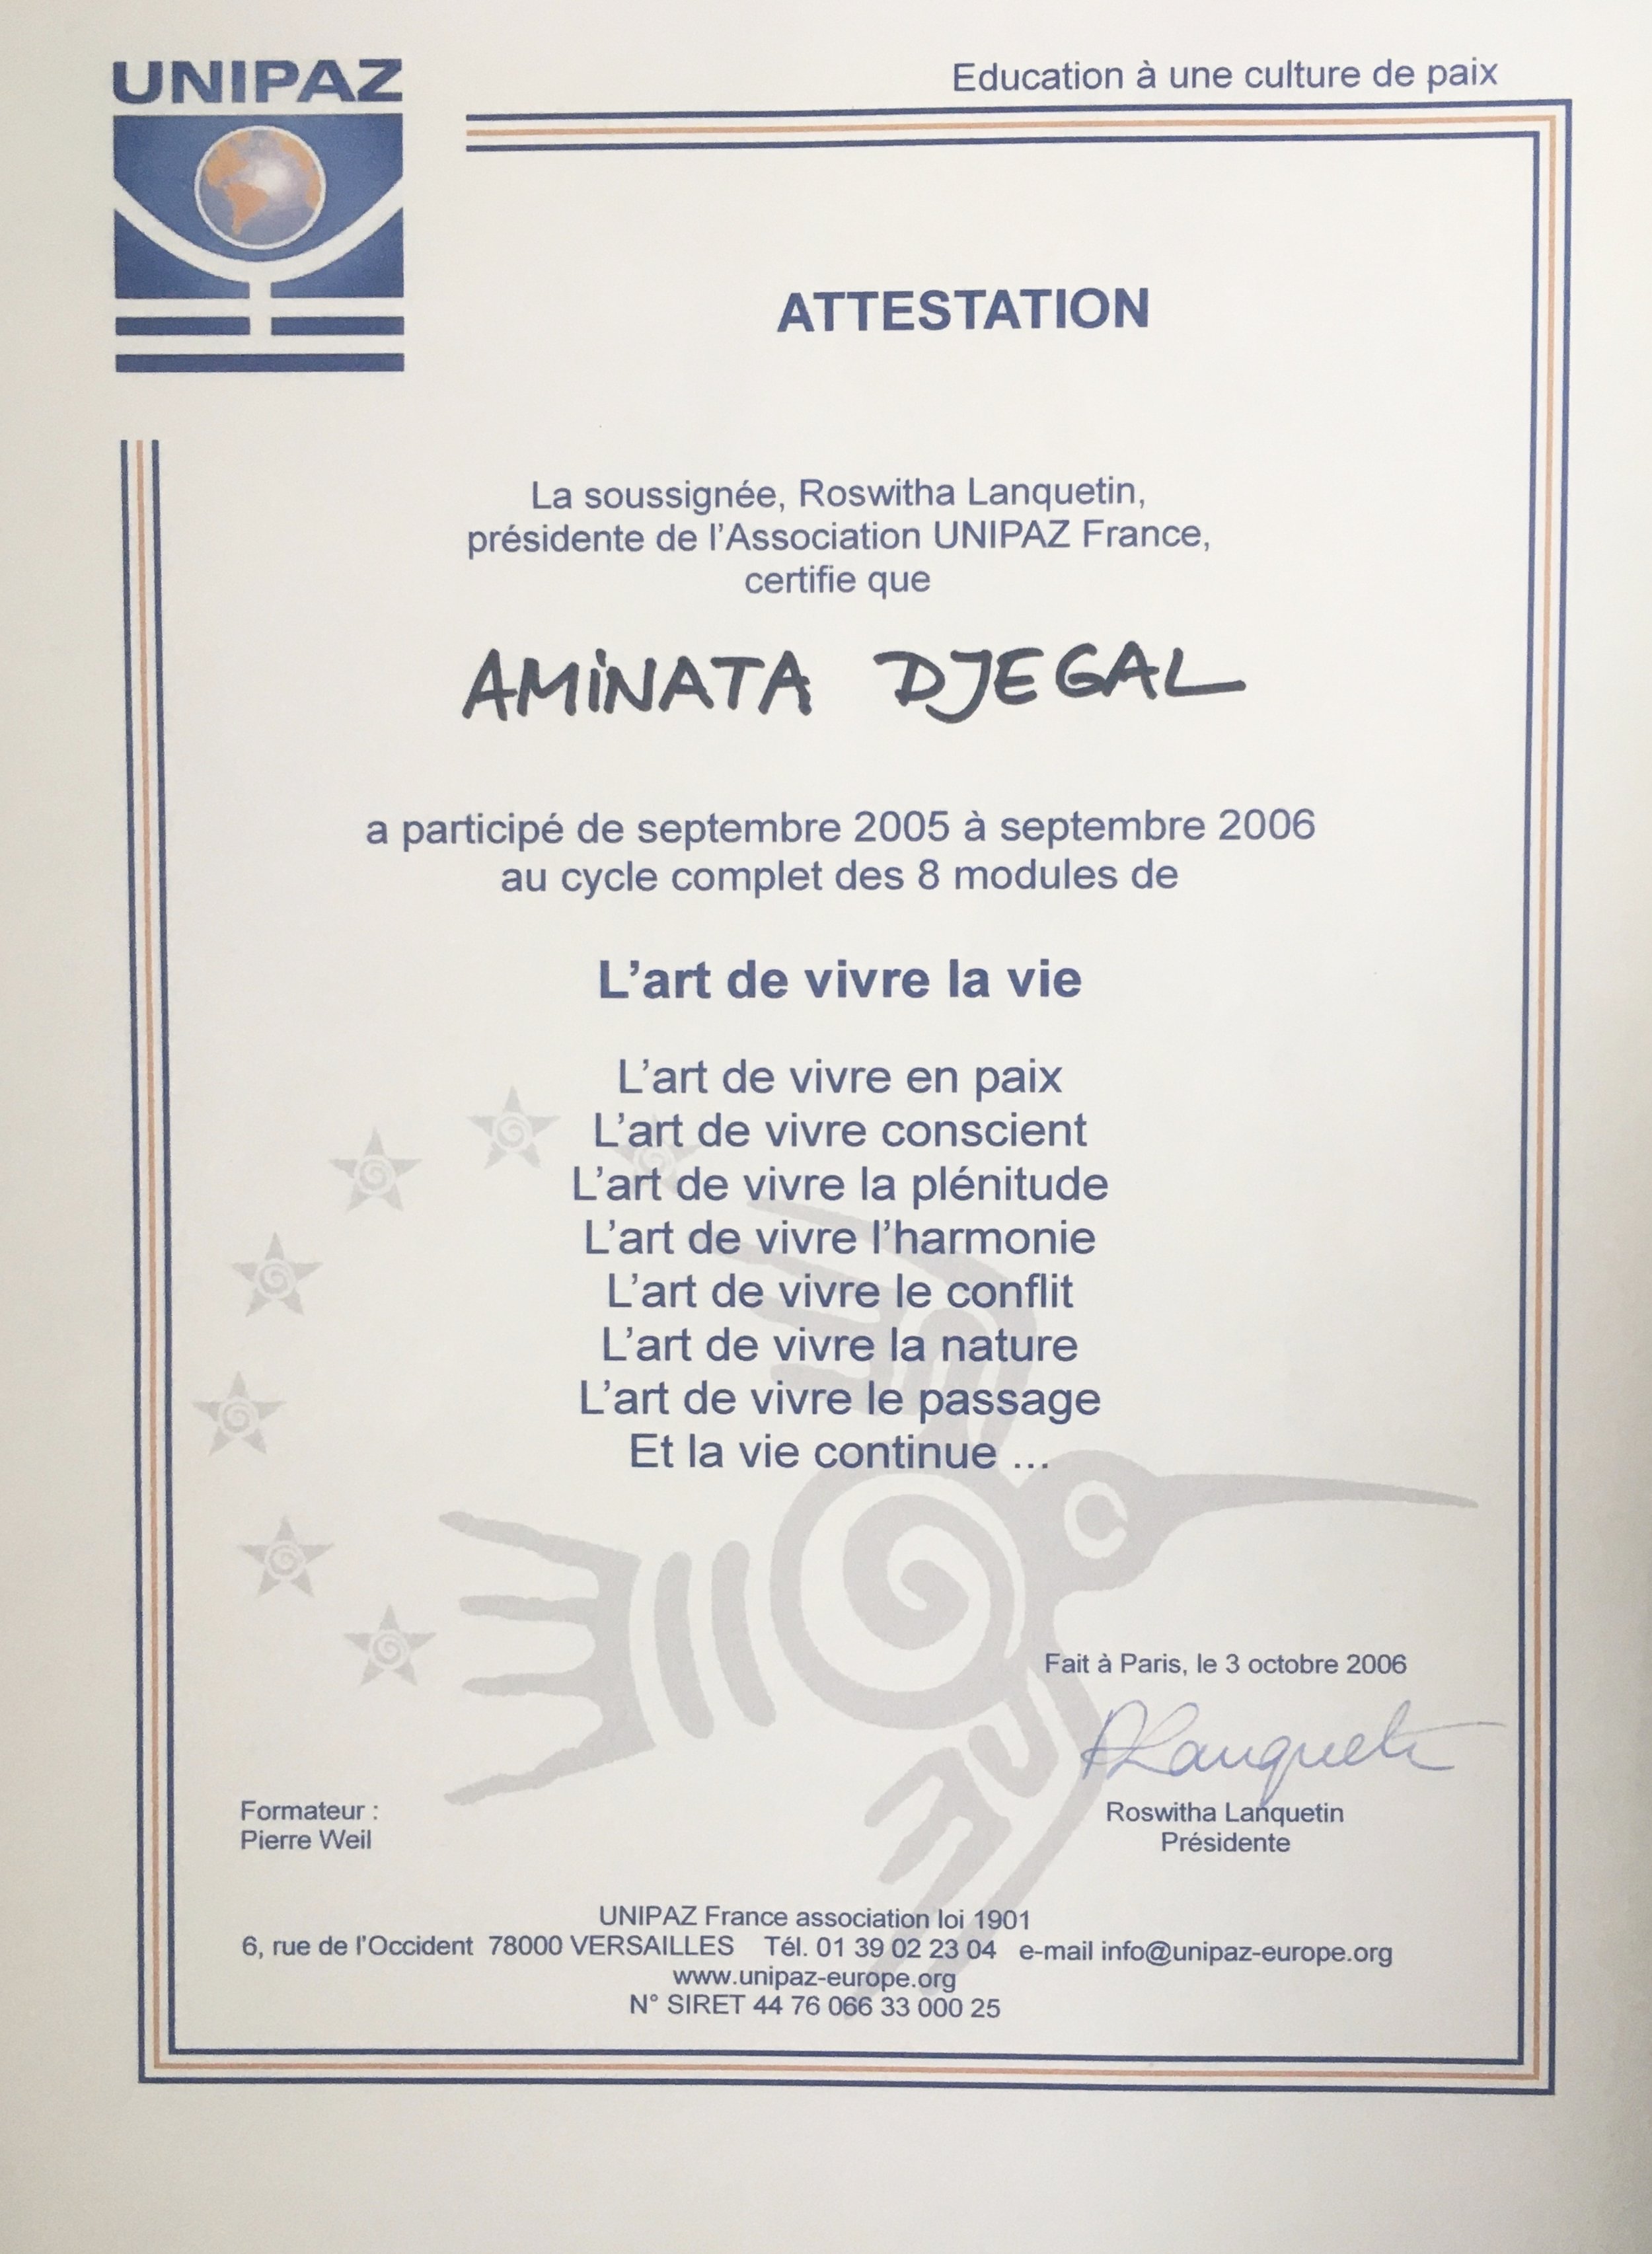 UNIPAZ
Education à une culture de paix
ATTESTATION
La soussignée, Roswitha Lanquetin,
présidente de l'Association UNIPAZ France,
certifie que
AMiNATA DJEGAL
a participé de septembre 2005 à septembre 2006
au cycle complet des 8 modules de
L'art de vivre la vie
L'art de vivre en paix
L'art de vivre conscient
L'art de vivre la plénitude
L'art de vivre l'harmonie
L'art de vivre le conflit
L'art de vivre la nature
L'art de vivre le passage
Et la vie continue ...
Fait à Paris, le 3 octobre 2006
RLanquetin
Formateur :
Pierre Weil
Roswitha Lanquetin
Présidente
UNIPAZ France association loi 1901
6, rue de l'Occident 78000 VERSAILLES Tél. 01 39 02 23 04 e-mail info@unipaz-europe.org
www.unipaz-europe.org
N° SIRET 44 76 066 33 000 25